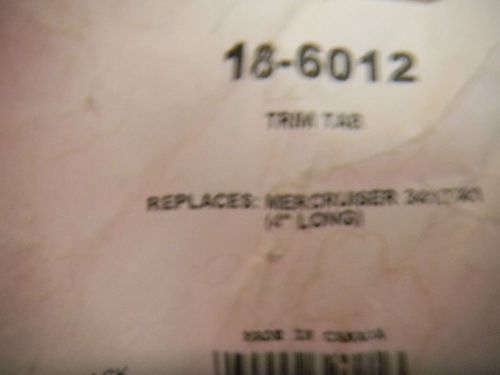 18-6012
TRIM TAB
REPLACES: MERCRUISER
(4" LONG)
MADE IN CANADA